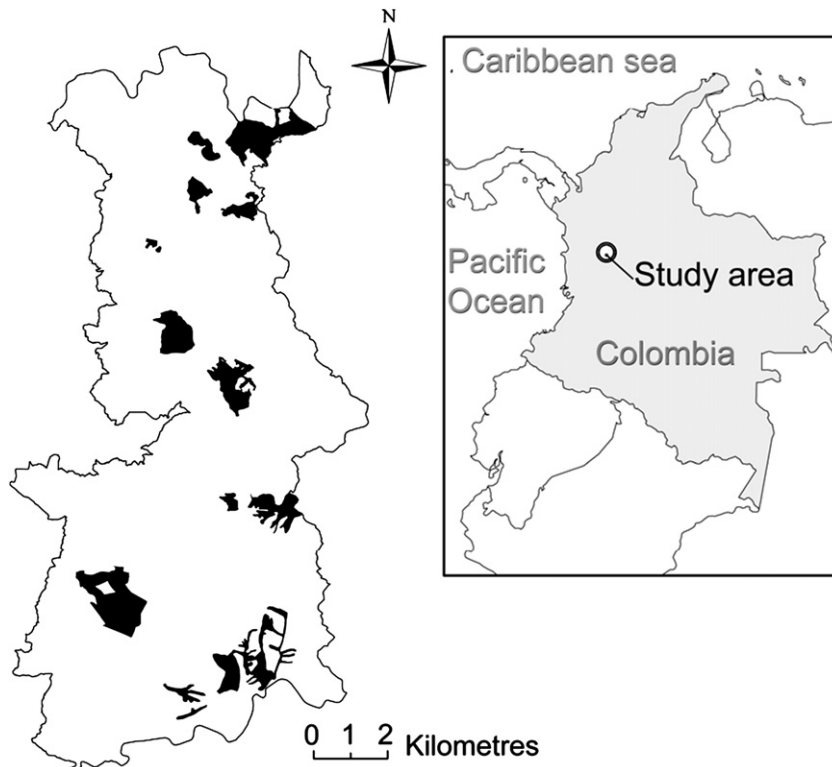 N
Caribbean sea
Pacific
Ocean
Study area
Colombia
0 1 2 Kilometres